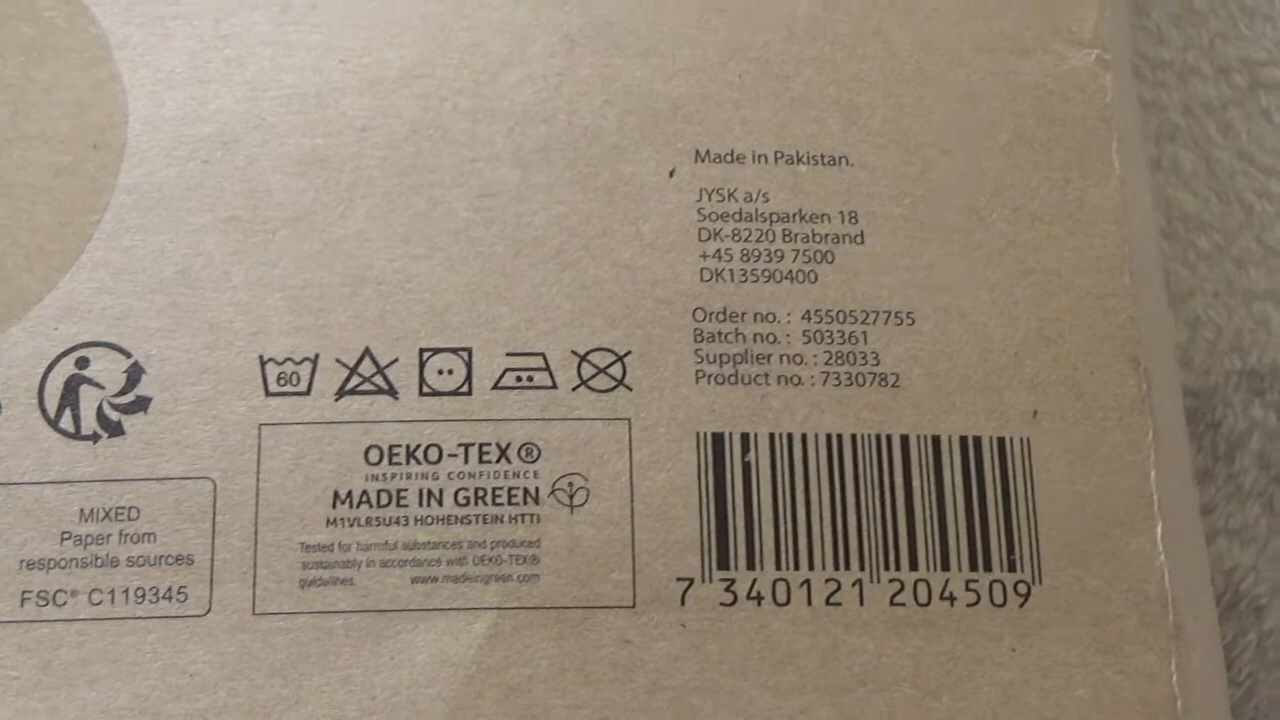 Made in Pakistan.
JYSK a/s
Soedalsparken 18
DK-8220 Brabrand
+45 8939 7500
DK13590400
Order no.: 4550527755
Batch no.: 503361
Supplier no.: 28033
Product no.: 7330782
60
OEKO-TEX®
INSPIRING CONFIDENCE
MADE IN GREEN
M1VLR5U43 HOHENSTEIN HTTI
Tested for harmful substances and produced
sustainably in accordance with OEKO-TEX®
guidelines. www.madeingreen.com
MIXED
Paper from
responsible sources
FSC® C119345
7 340121 204509